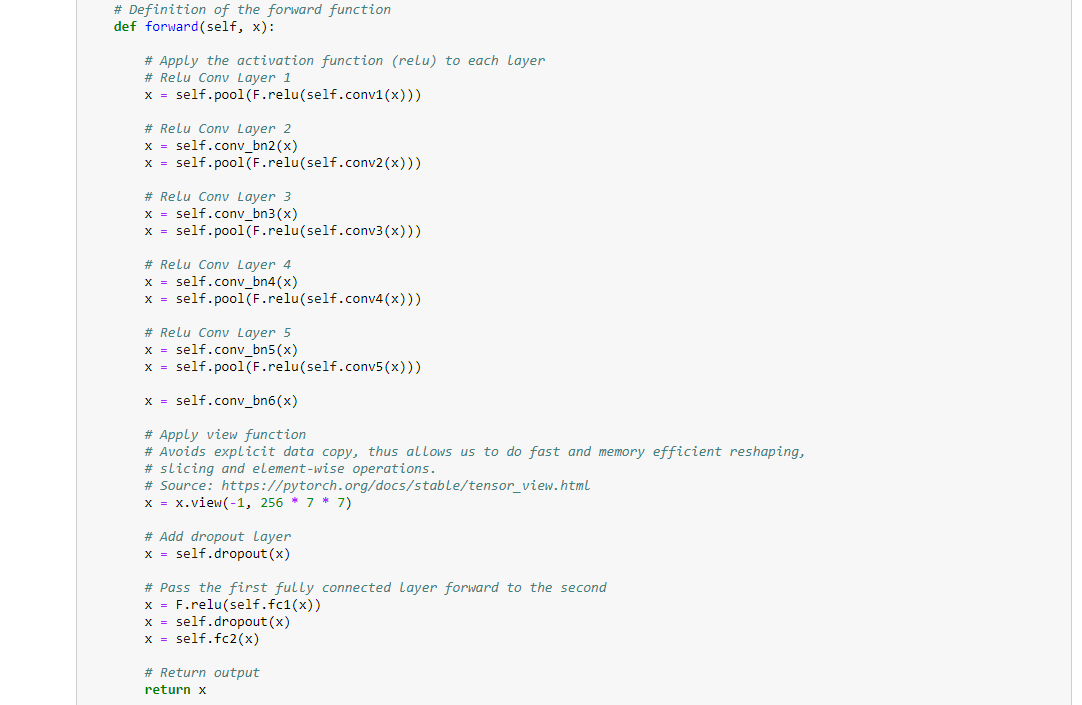 # Definition of the forward function
def forward(self, x):
# Apply the activation function (relu) to each layer
# Relu Conv Layer 1
x = self.pool(F.relu(self.conv1(x)))
# Relu Conv Layer 2
x = self.conv_bn2(x)
x = self.pool(F.relu(self.conv2(x)))
# Relu Conv Layer 3
x = self.conv_bn3(x)
x = self.pool(F.relu(self.conv3(x)))
# Relu Conv Layer 4
x = self.conv_bn4(x)
x = self.pool(F.relu(self.conv4(x)))
# Relu Conv Layer 5
x = self.conv_bn5(x)
x = self.pool(F.relu(self.conv5(x)))
x = self.conv_bn6(x)
# Apply view function
# Avoids explicit data copy, thus allows us to do fast and memory efficient reshaping,
# slicing and element-wise operations.
# Source: https://pytorch.org/docs/stable/tensor_view.html
x = x.view(-1, 256 * 7 * 7)
# Add dropout layer
x = self.dropout(x)
# Pass the first fully connected layer forward to the second
x = F.relu(self.fc1(x))
x = self.dropout(x)
x = self.fc2(x)
# Return output
return x